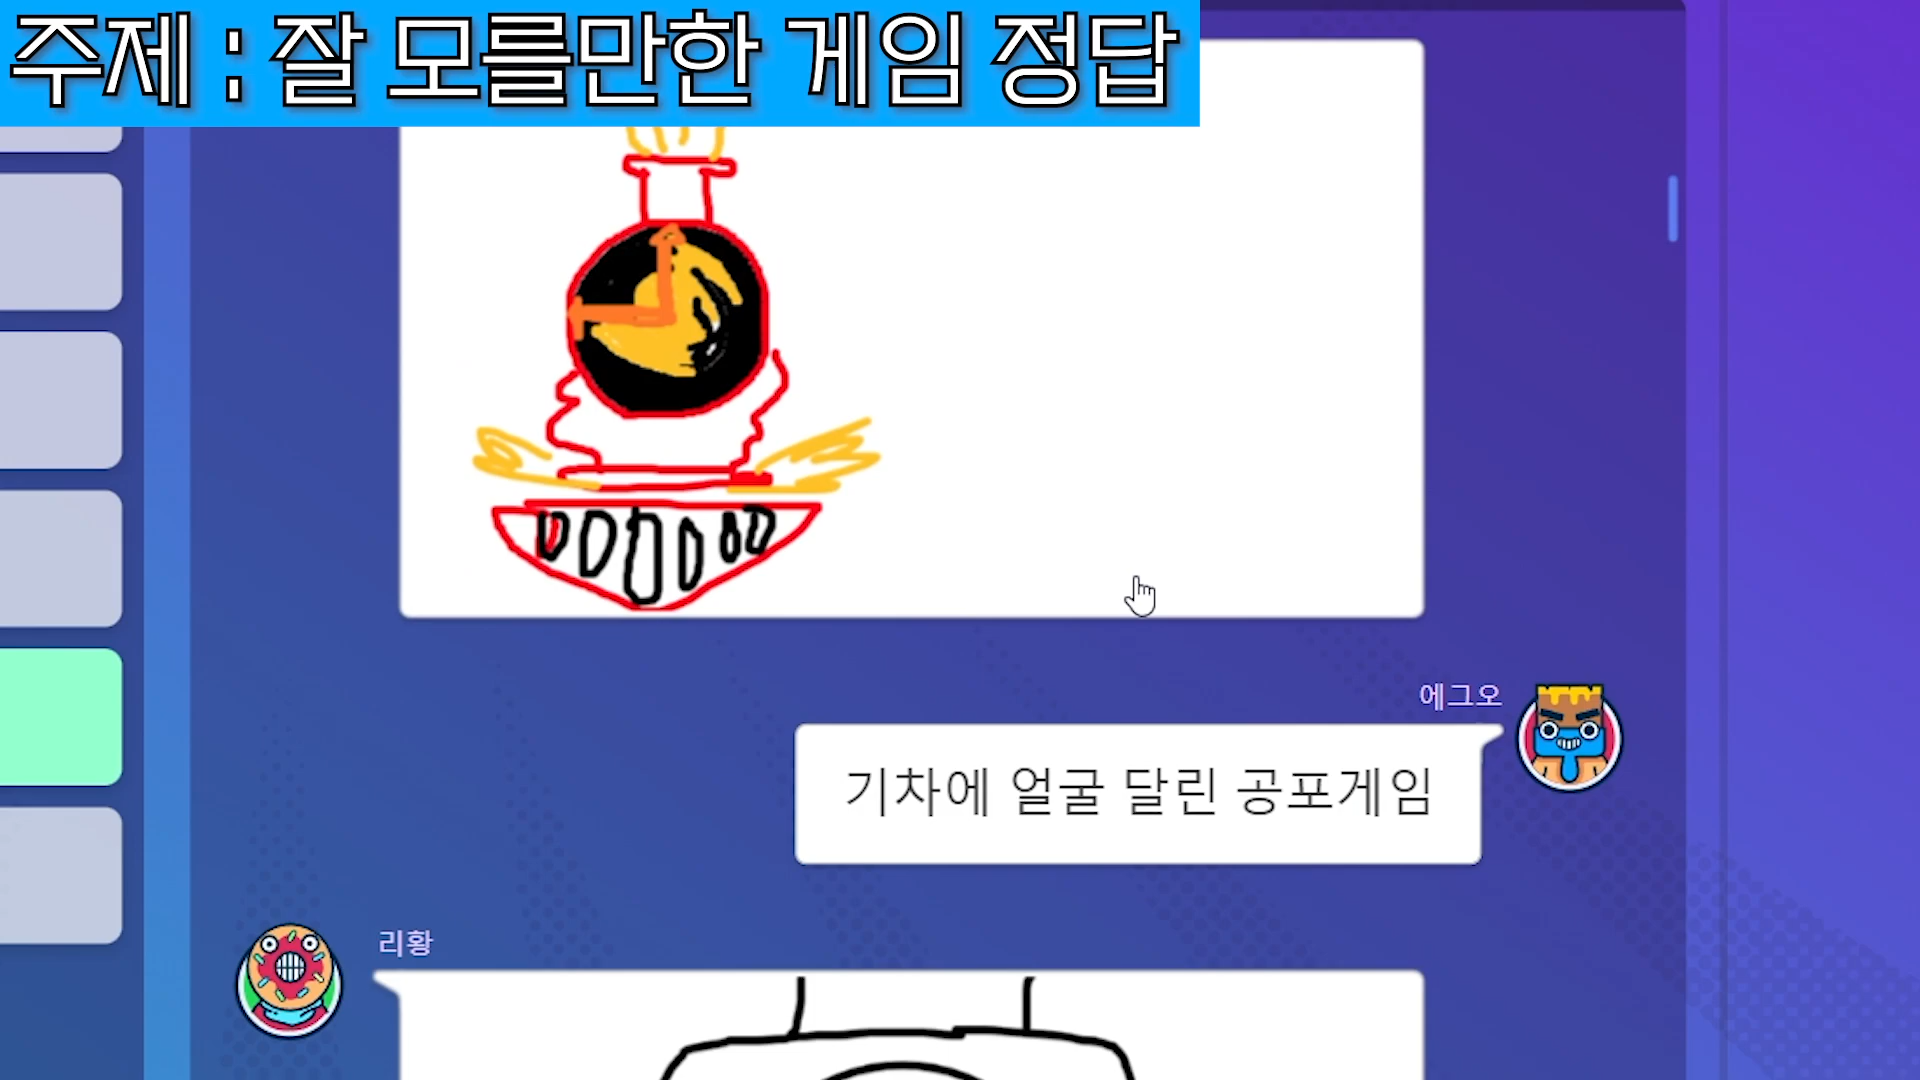 주제 : 잘 모를만한 게임 정답
에그오
기차에 얼굴 달린 공포게임
리황